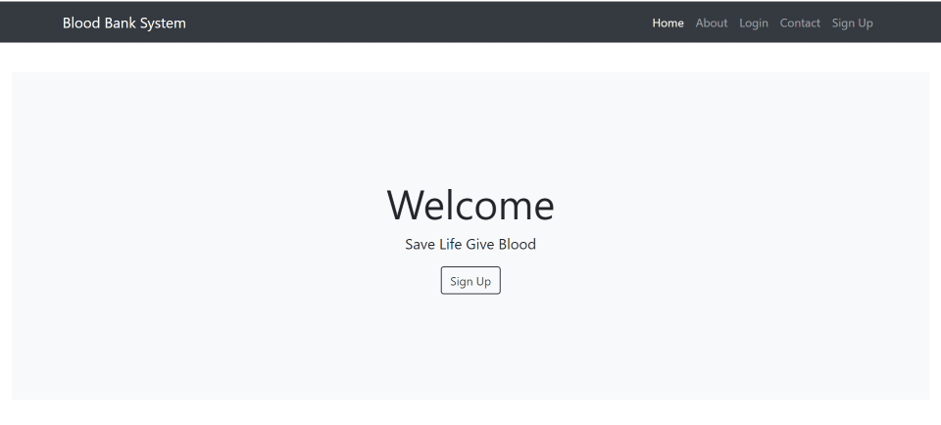 Blood Bank System
Home About Login Contact Sign Up
Welcome
Save Life Give Blood
Sign Up